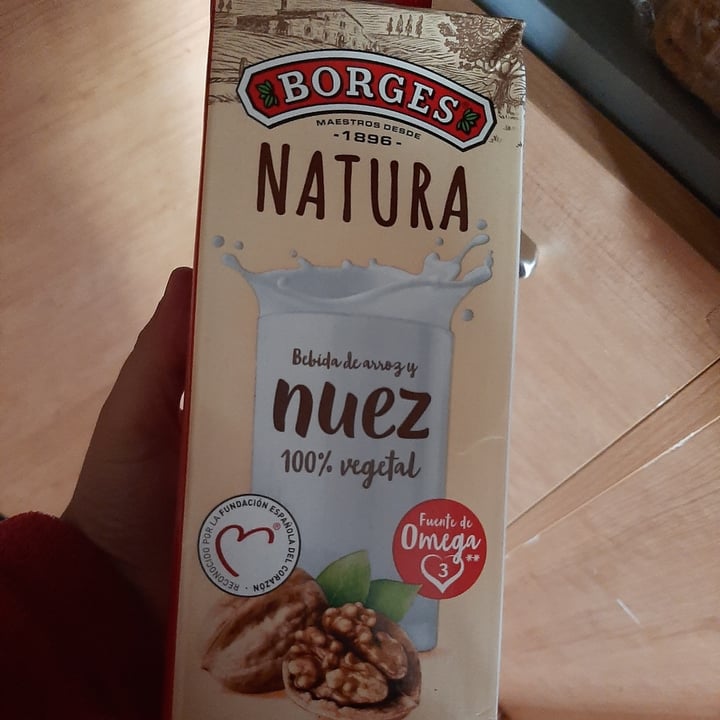 BORGES
MAESTROS DESDE
-1896-
NATURA
Bebida de arroz y
nuez
100% vegetal
RECONOCIDO POR LA FUNDACIÓN ESPAÑOLA DEL CORAZÓN ·
®
Fuente de
Omega
3**